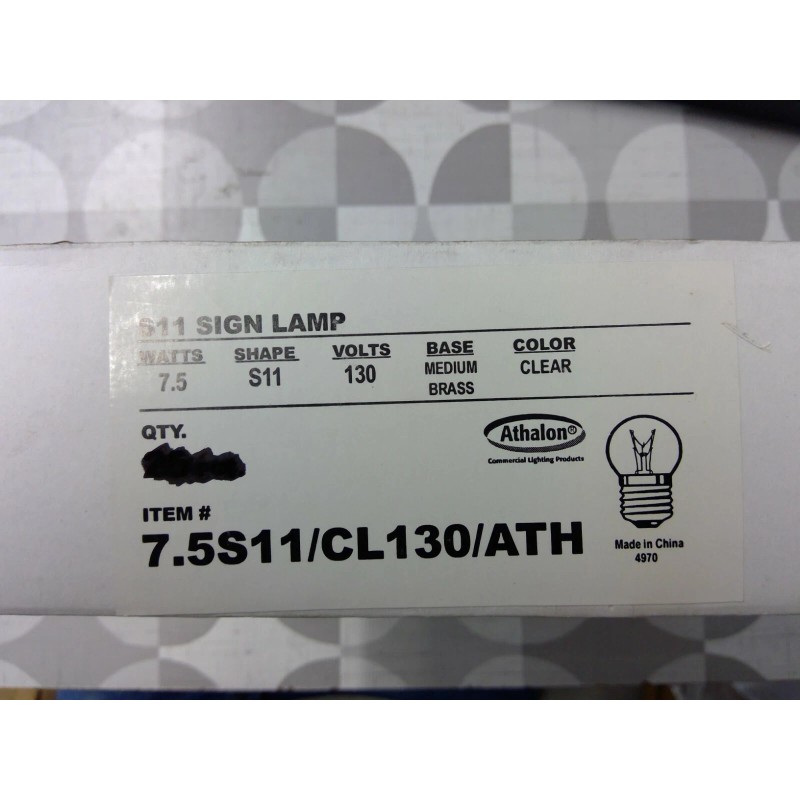 S11 SIGN LAMP
WATTS SHAPE VOLTS BASE COLOR
7.5 S11 130 MEDIUM BRASS CLEAR
QTY.
Athalon®
Commercial Lighting Products
ITEM #
7.5S11/CL130/ATH
Made in China
4970